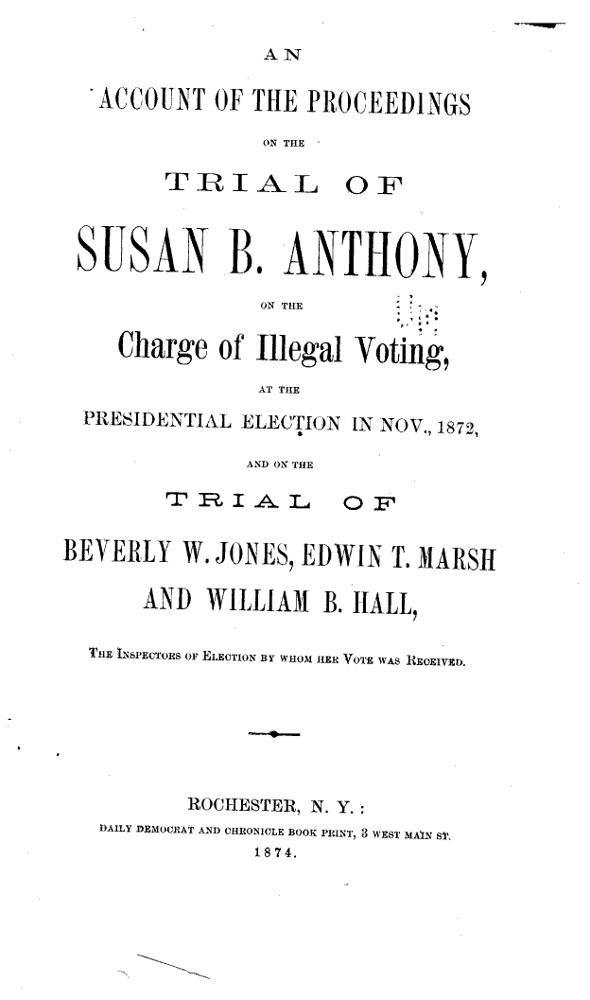 AN
ACCOUNT OF THE PROCEEDINGS
ON THE
TRIAL OF
SUSAN B. ANTHONY,
ON THE
Charge of Illegal Voting,
AT THE
PRESIDENTIAL ELECTION IN NOV., 1872,
AND ON THE
TRIAL OF
BEVERLY W. JONES, EDWIN T. MARSH
AND WILLIAM B. HALL,
THE INSPECTORS OF ELECTION BY WHOM HER VOTE WAS RECEIVED.
ROCHESTER, N. Y. :
DAILY DEMOCRAT AND CHRONICLE BOOK PRINT, 3 WEST MAIN ST.
1874.